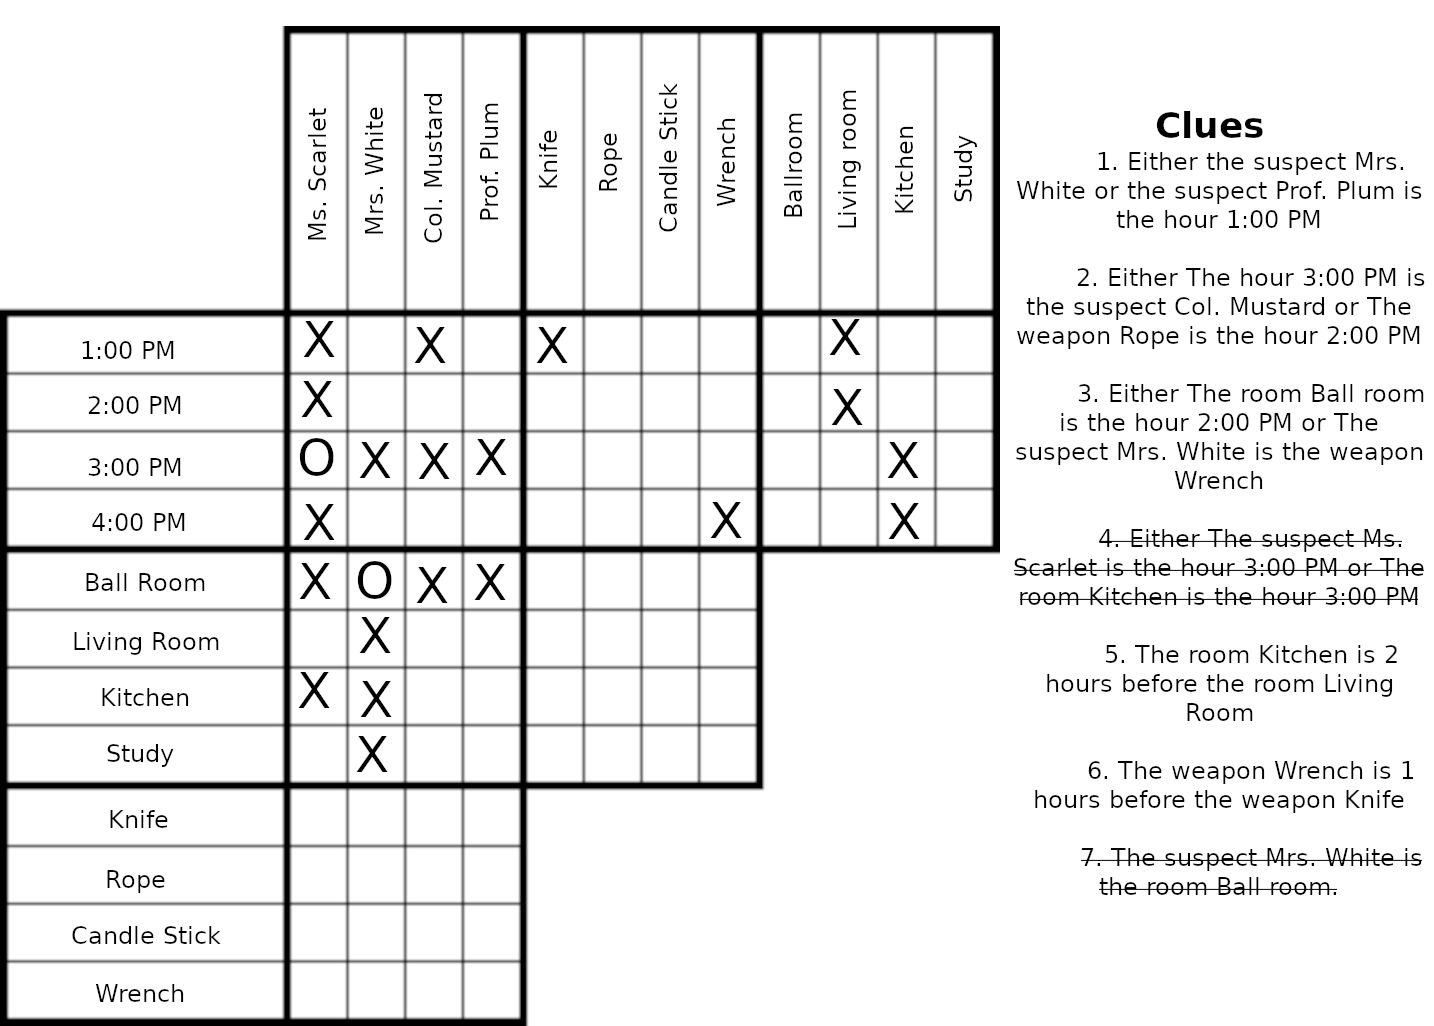 Ms. Scarlet
Mrs. White
Col. Mustard
Prof. Plum
Knife
Rope
Candle Stick
Wrench
Ballroom
Living room
Kitchen
Study
1:00 PM X X X X
2:00 PM X X
3:00 PM O X X X X
4:00 PM X X X
Ball Room X O X X
Living Room X
Kitchen X X
Study X
Knife
Rope
Candle Stick
Wrench
Clues
1. Either the suspect Mrs.
White or the suspect Prof. Plum is
the hour 1:00 PM
2. Either The hour 3:00 PM is
the suspect Col. Mustard or The
weapon Rope is the hour 2:00 PM
3. Either The room Ball room
is the hour 2:00 PM or The
suspect Mrs. White is the weapon
Wrench
4. Either The suspect Ms.
Scarlet is the hour 3:00 PM or The
room Kitchen is the hour 3:00 PM
5. The room Kitchen is 2
hours before the room Living
Room
6. The weapon Wrench is 1
hours before the weapon Knife
7. The suspect Mrs. White is
the room Ball room.